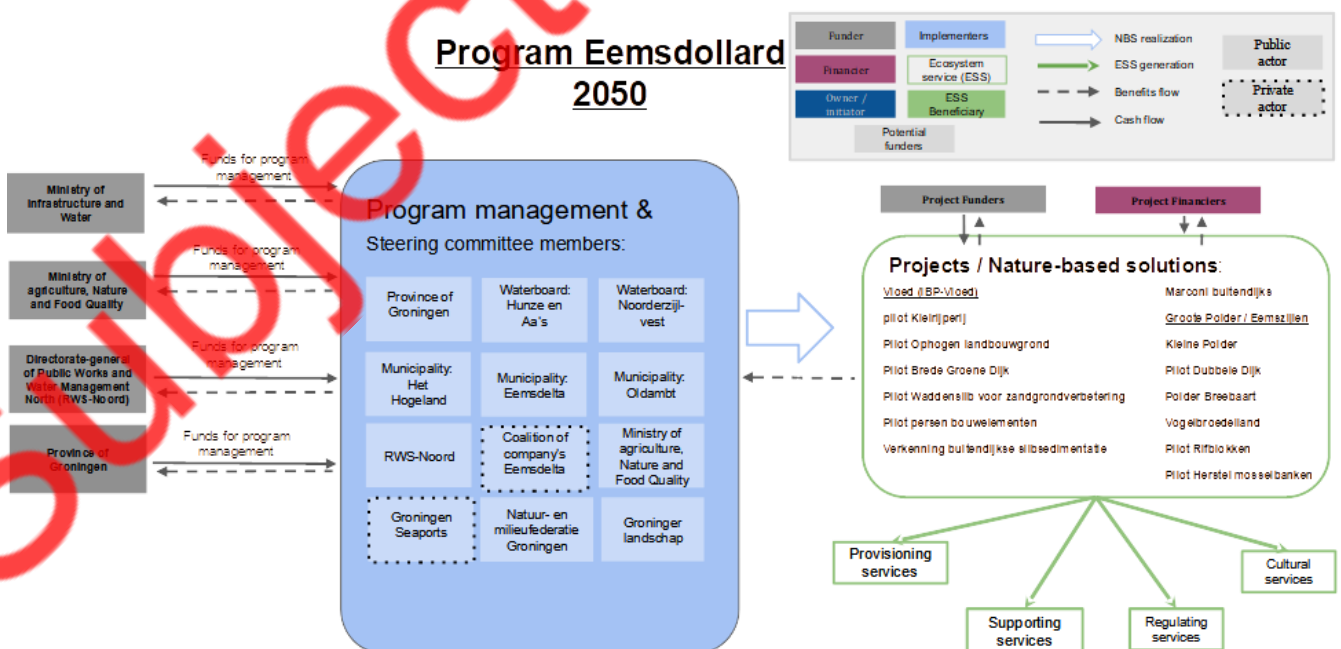 Program Eemsdollard
2050
Funder
Implementers
NBS realization
Public
actor
Financier
Ecosystem
service (ESS)
ESS generation
Owner /
initiator
ESS
Beneficiary
Benefits flow
Private
actor
Cash flow
Potential
funders
Subject
Ministry of
Infrastructure and
Water
Funds for program
management
Ministry of
agriculture, Nature
and Food Quality
Funds for program
management
Directorate-general
of Public Works and
Water Management
North (RWS-Noord)
Funds for program
management
Province of
Groningen
Funds for program
management
Program management &
Steering committee members:
Province of
Groningen
Waterboard:
Hunze en
Aa's
Waterboard:
Noorderzijl-
vest
Municipality:
Het
Hogeland
Municipality:
Eemsdelta
Municipality:
Oldambt
RWS-Noord
Coalition of
company's
Eemsdelta
Ministry of
agriculture,
Nature and
Food Quality
Groningen
Seaports
Natuur- en
milieufederatie
Groningen
Groninger
landschap
Project Funders
Project Financiers
Projects / Nature-based solutions:
Vloed (IBP-Vloed)
pilot Kleirijperij
Pilot Ophogen landbouwgrond
Pilot Brede Groene Dijk
Pilot Waddenslib voor zandgrondverbetering
Pilot persen bouwelementen
Verkenning buitendijkse slibsedimentatie
Marconi buitendijks
Groote Polder / Eemszijlen
Kleine Polder
Pilot Dubbele Dijk
Polder Breebaart
Vogelbroedeiland
Pilot Rifblokken
Pilot Herstel mosselbanken
Provisioning
services
Supporting
services
Regulating
services
Cultural
services